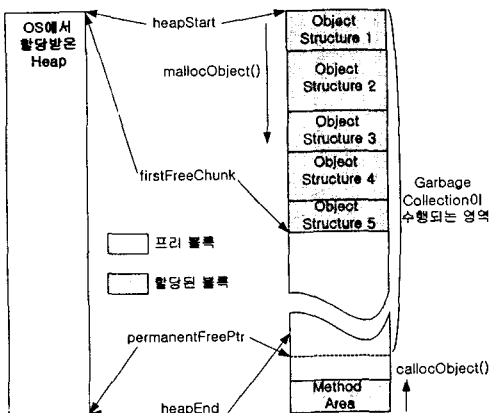 OS에서
할당받은
Heap
heapStart
mallocObject()
firstFreeChunk
프리 블록
할당된 블록
permanentFreePtr
heapEnd
Object
Structure 1
Object
Structure 2
Object
Structure 3
Object
Structure 4
Object
Structure 5
Garbage
Collection이
수행되는 영역
callocObject()
Method
Area